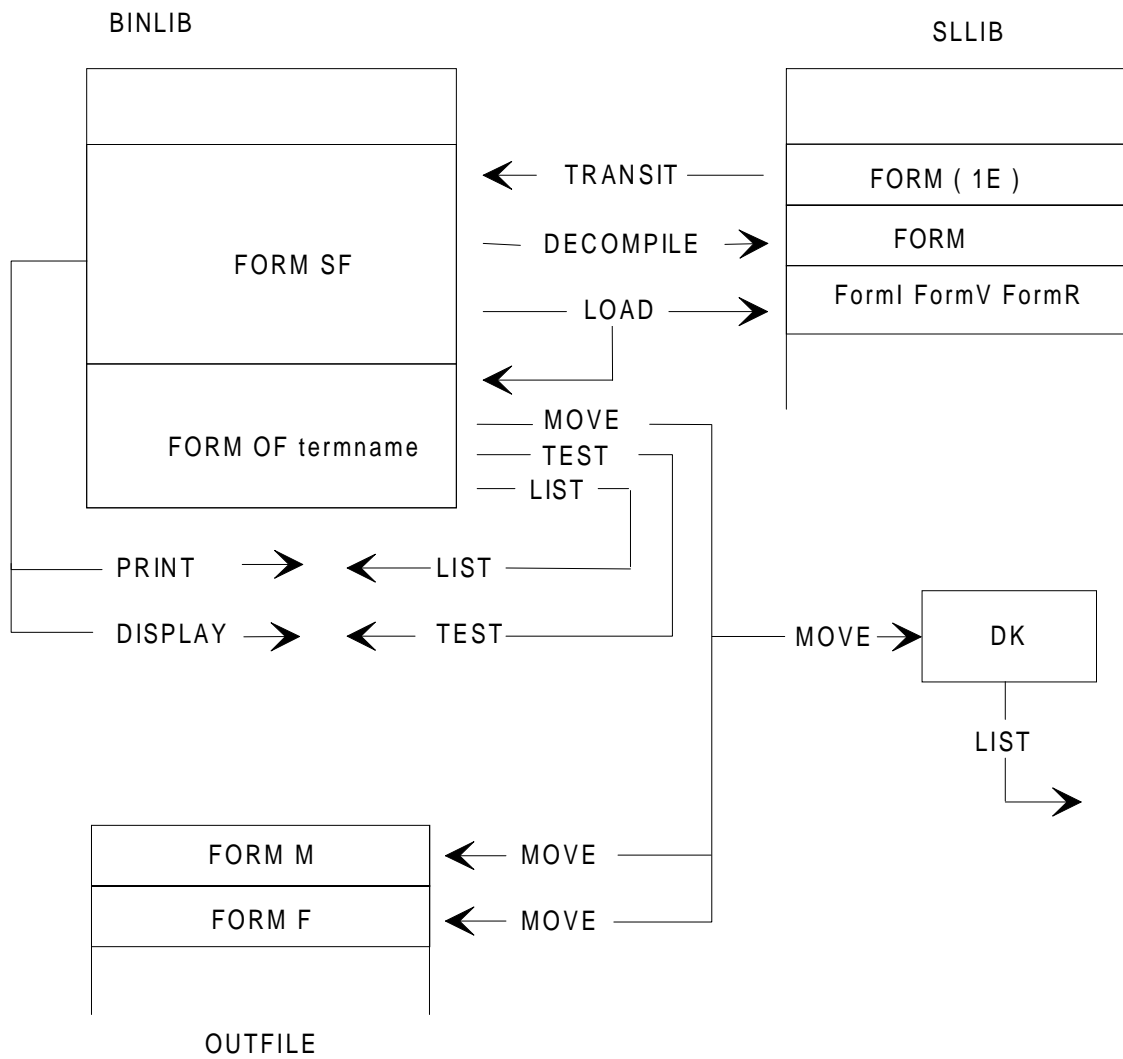 BINLIB
SLLIB
TRANSIT
FORM ( 1E )
DECOMPILE
FORM
FORM SF
FormI FormV FormR
LOAD
MOVE
FORM OF termname
TEST
LIST
PRINT
LIST
DISPLAY
TEST
MOVE
DK
LIST
FORM M
MOVE
FORM F
MOVE
OUTFILE